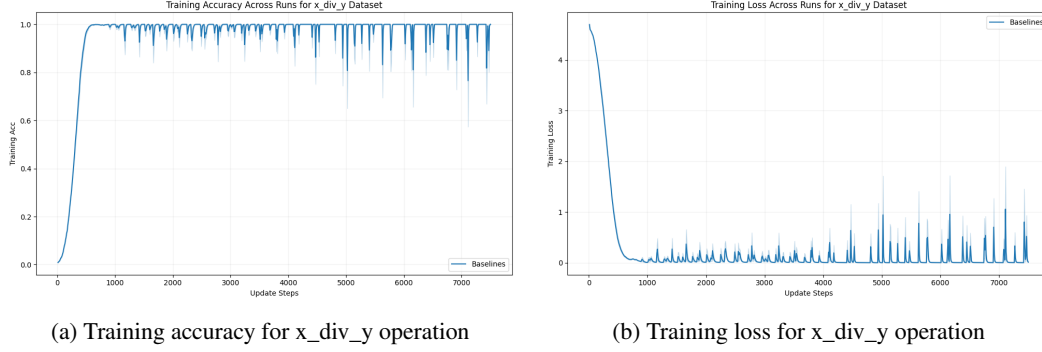 Training Accuracy Across Runs for x_div_y Dataset
1.0
0.8
0.6
0.4
0.2
0.0
Training Acc
0
1000
2000
3000
4000
5000
6000
7000
Update Steps
Baselines
(a) Training accuracy for x_div_y operation
Training Loss Across Runs for x_div_y Dataset
Baselines
4
3
2
1
0
Training Loss
0
1000
2000
3000
4000
5000
6000
7000
Update Steps
(b) Training loss for x_div_y operation